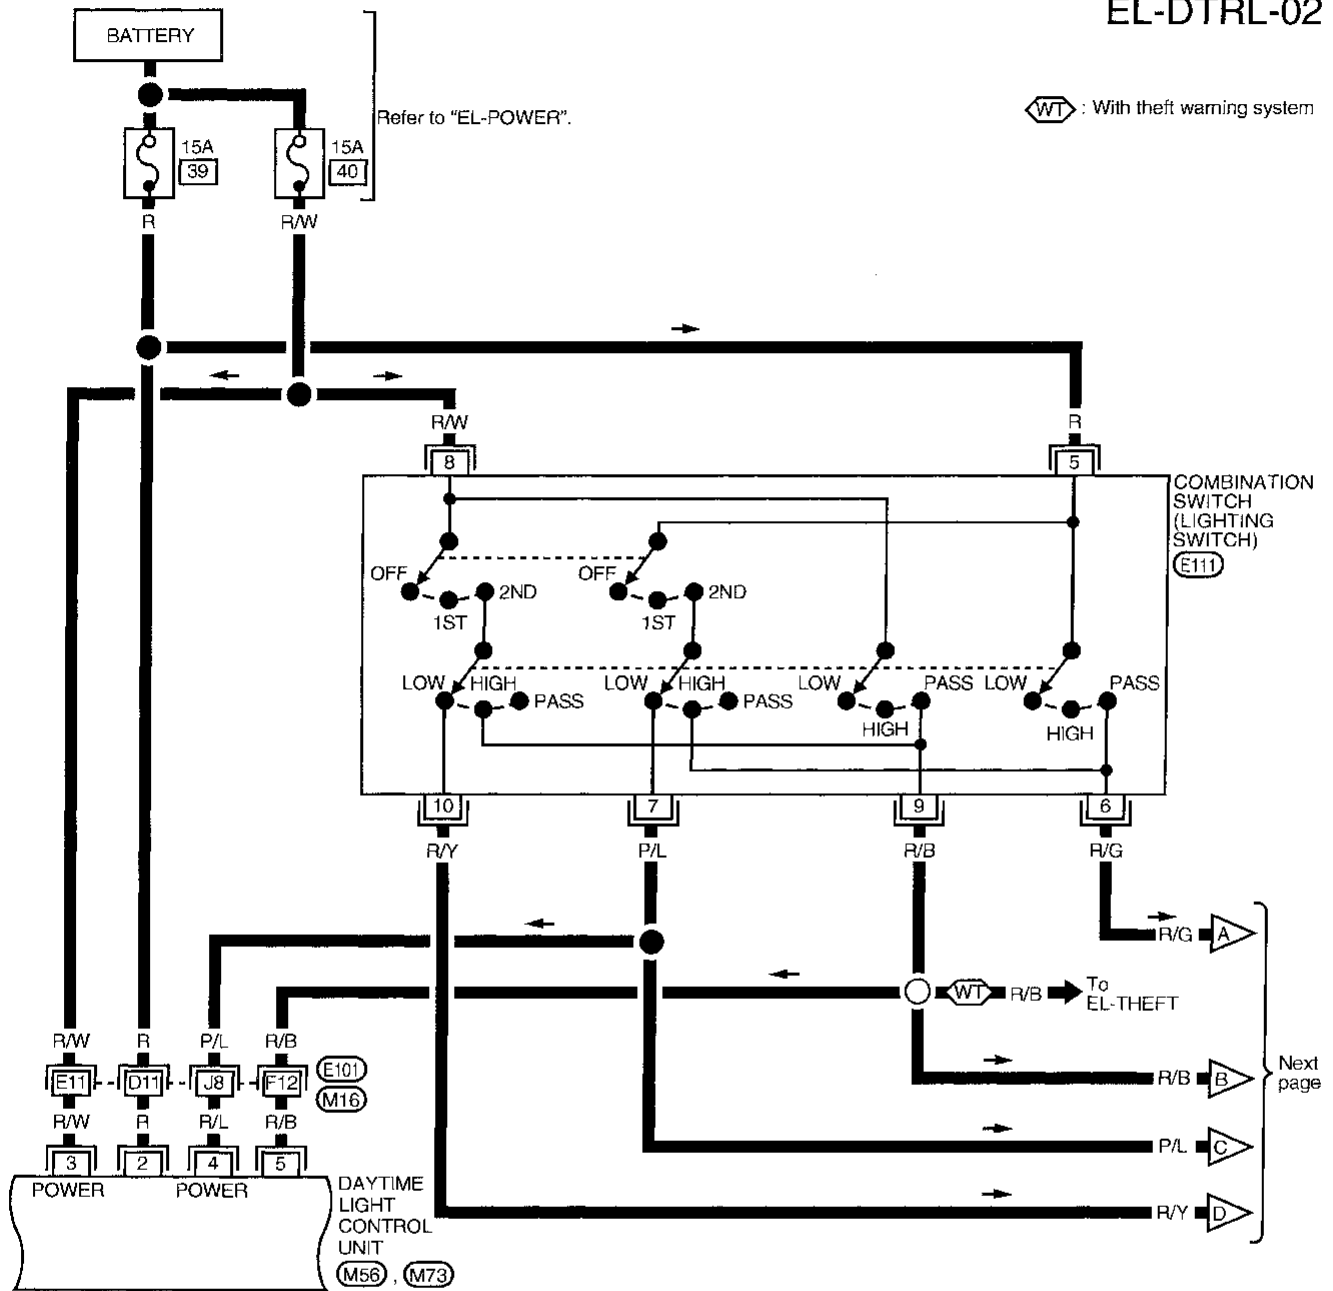 EL-DTRL-02
BATTERY
Refer to "EL-POWER".
WT : With theft warning system
15A
39
15A
40
R
R/W
R/W
R
8
5
COMBINATION
SWITCH
(LIGHTING
SWITCH)
E111
OFF
1ST
2ND
OFF
1ST
2ND
LOW
HIGH
PASS
LOW
HIGH
PASS
LOW
HIGH
PASS
LOW
HIGH
PASS
10
7
9
6
R/Y
P/L
R/B
R/G
R/G
A
WT
R/B
To
EL-THEFT
R/W
R
P/L
R/B
E11
D11
J8
F12
E101
M16
R/B
B
Next
page
R/W
R
R/L
R/B
P/L
C
3
2
4
5
POWER
POWER
DAYTIME
LIGHT
CONTROL
UNIT
M56 , M73
R/Y
D